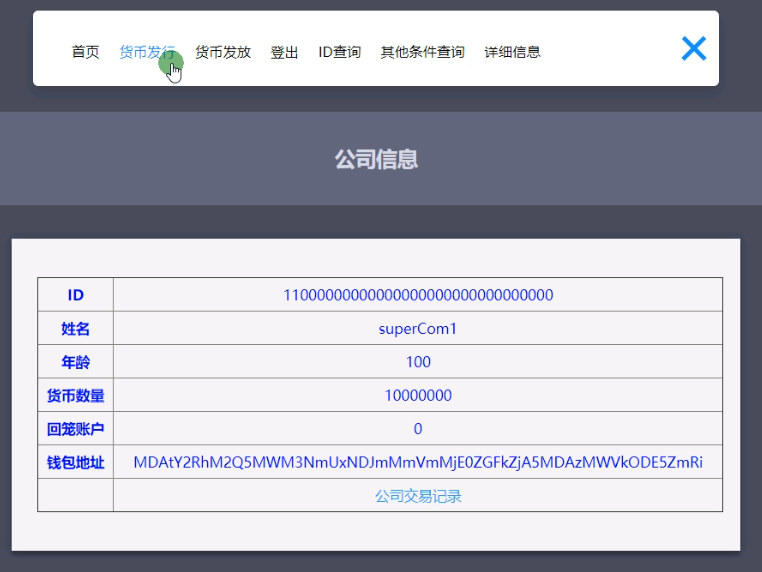 首页 货币发行 货币发放 登出 ID查询 其他条件查询 详细信息
公司信息
ID 11000000000000000000000000000000
姓名 superCom1
年龄 100
货币数量 10000000
回笼账户 0
钱包地址 MDAtY2RhM2Q5MWM3NmUxNDJmMmVmMjE0ZGFkZjA5MDAzMWVkODE5ZmRi
公司交易记录